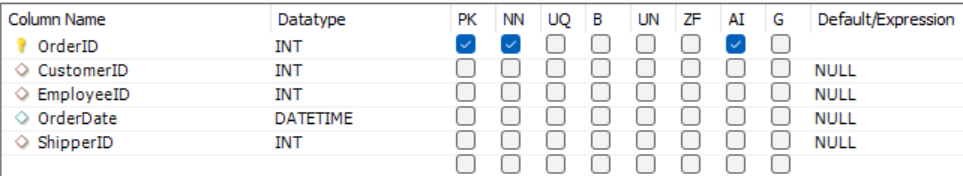 Column Name Datatype PK NN UQ B UN ZF AI G Default/Expression
OrderID INT
CustomerID INT NULL
EmployeeID INT NULL
OrderDate DATETIME NULL
ShipperID INT NULL